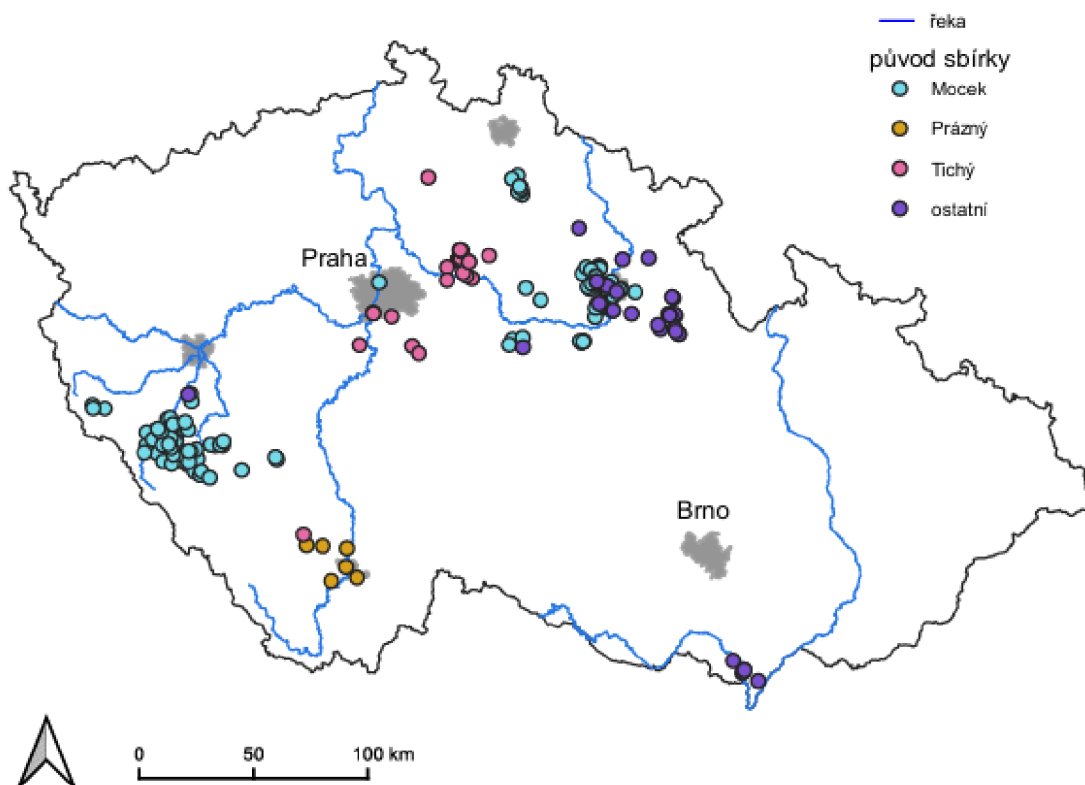 řeka
původ sbírky
Mocek
Prázný
Tichý
ostatní
Praha
Brno
0 50 100 km